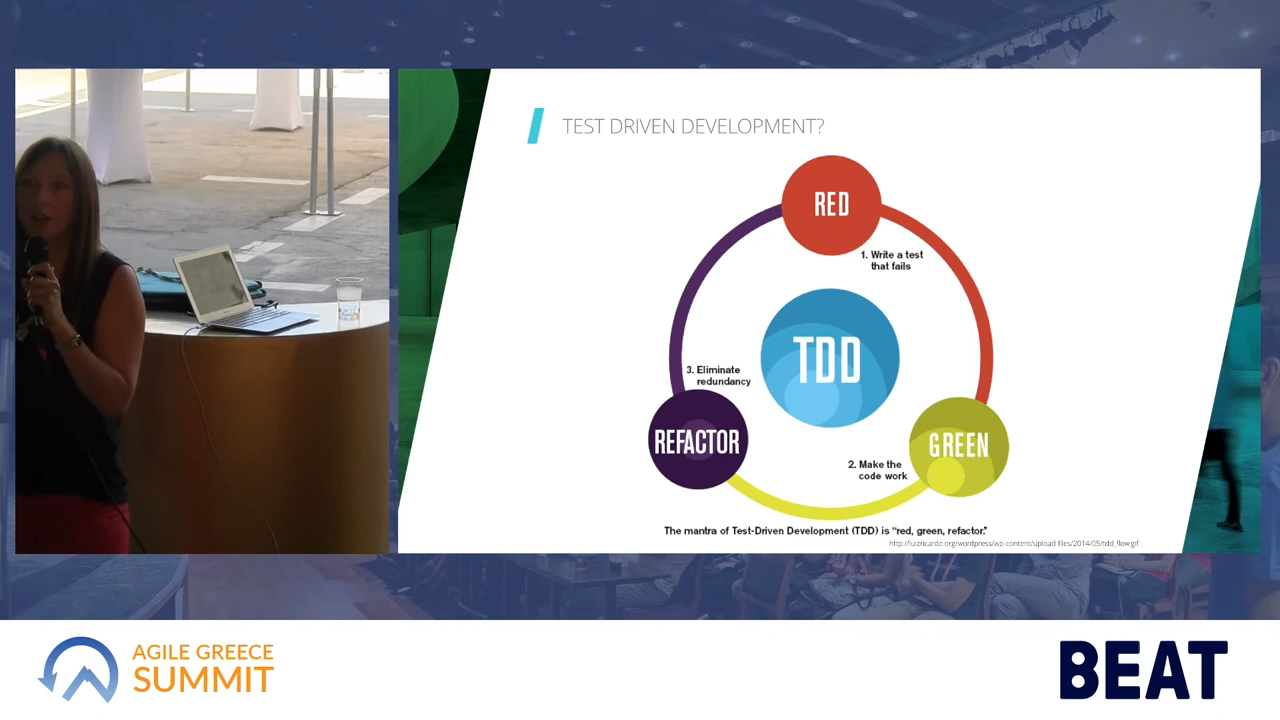 TEST DRIVEN DEVELOPMENT?
RED
1. Write a test
that fails
TDD
3. Eliminate
redundancy
REFACTOR
GREEN
2. Make the
code work
The mantra of Test-Driven Development (TDD) is "red, green, refactor."
http://luizricardo.org/wordpress/wp-content/upload-files/2014/05/tdd_flow.gif
AGILE GREECE
SUMMIT
BEAT